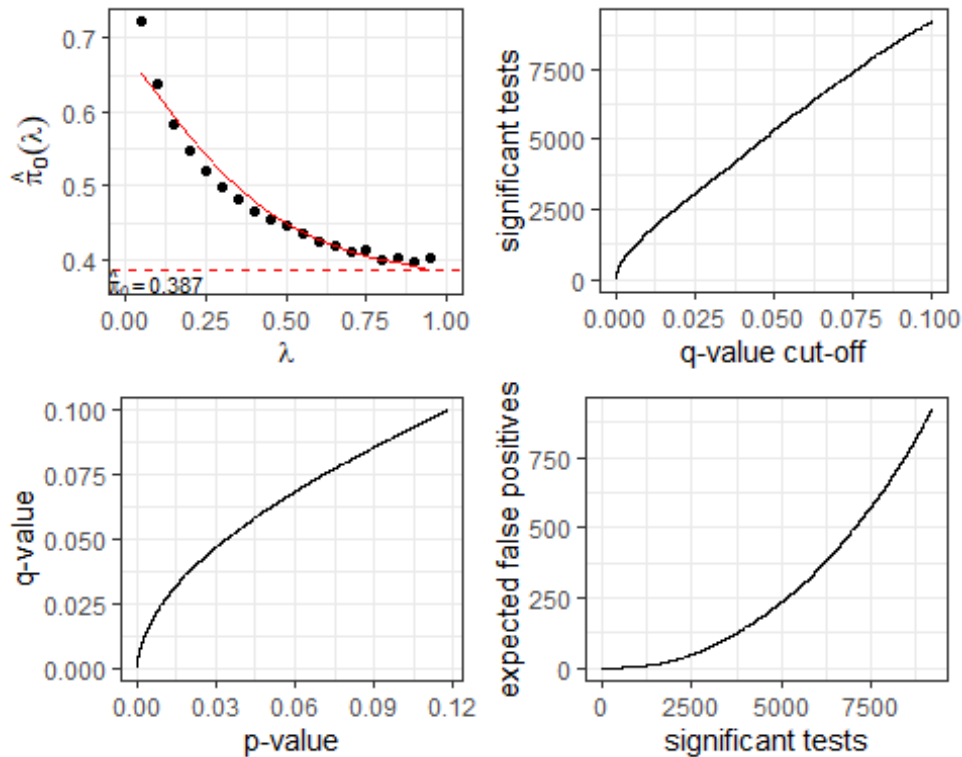 0.7
0.6
0.5
0.4
π̂₀(λ)
π̂₀ = 0.387
0.00 0.25 0.50 0.75 1.00
λ
7500
5000
2500
0
significant tests
0.000 0.025 0.050 0.075 0.100
q-value cut-off
0.100
0.075
0.050
0.025
0.000
q-value
0.00 0.03 0.06 0.09 0.12
p-value
750
500
250
0
expected false positives
0 2500 5000 7500
significant tests